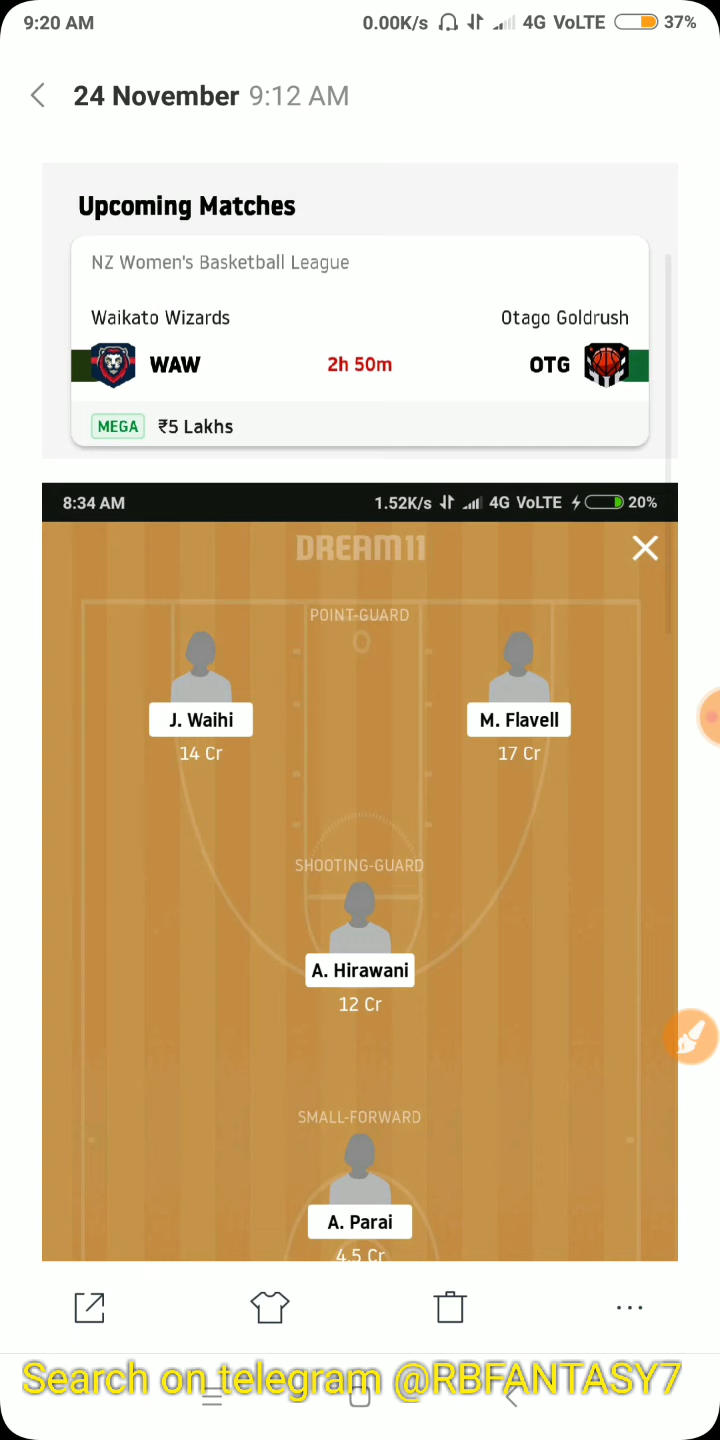 9:20 AM 0.00K/s 4G VoLTE 37%
24 November 9:12 AM
Upcoming Matches
NZ Women's Basketball League
Waikato Wizards Otago Goldrush
WAW 2h 50m OTG
MEGA ₹5 Lakhs
8:34 AM 1.52K/s 4G VoLTE 20%
DREAM11
POINT-GUARD
J. Waihi M. Flavell
14 Cr 17 Cr
SHOOTING-GUARD
A. Hirawani
12 Cr
SMALL-FORWARD
A. Parai
4.5 Cr
Search on telegram @RBFANTASY7